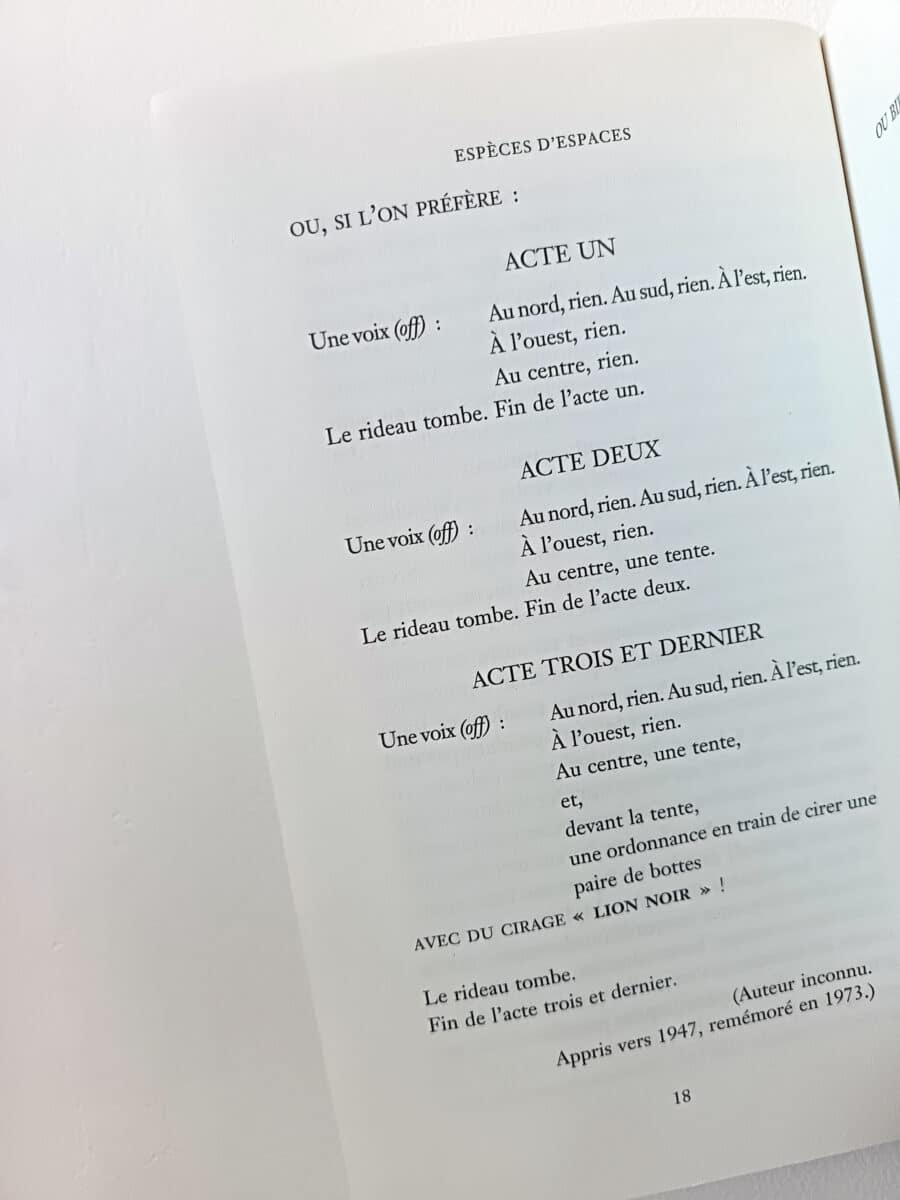 ESPÈCES D'ESPACES
OU, SI L'ON PRÉFÈRE :
ACTE UN
Une voix (off) : Au nord, rien. Au sud, rien. À l'est, rien.
À l'ouest, rien.
Au centre, rien.
Le rideau tombe. Fin de l'acte un.
ACTE DEUX
Une voix (off) : Au nord, rien. Au sud, rien. À l'est, rien.
À l'ouest, rien.
Au centre, une tente.
Le rideau tombe. Fin de l'acte deux.
ACTE TROIS ET DERNIER
Une voix (off) : Au nord, rien. Au sud, rien. À l'est, rien.
À l'ouest, rien.
Au centre, une tente,
et,
devant la tente,
une ordonnance en train de cirer une
paire de bottes
AVEC DU CIRAGE « LION NOIR » !
Le rideau tombe.
Fin de l'acte trois et dernier.
(Auteur inconnu.
Appris vers 1947, remémoré en 1973.)
18
OU